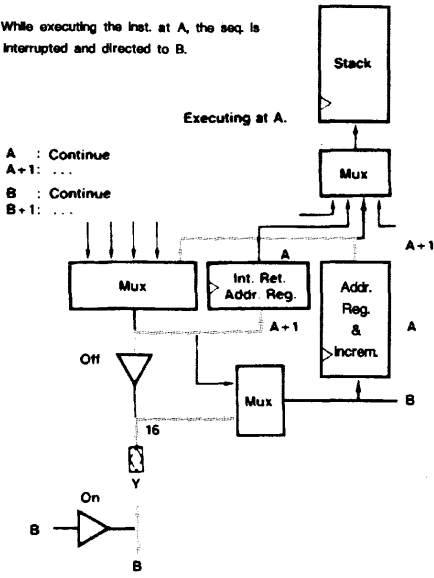 While executing the inst. at A, the seq. is
interrupted and directed to B.
Stack
Executing at A.
A : Continue
A+1: ...
B : Continue
B+1: ...
Mux
A+1
A
Mux
Int. Ret.
Addr. Reg.
Addr.
Reg.
&
Increm.
A+1
A
Off
Mux
B
16
Y
On
B
B